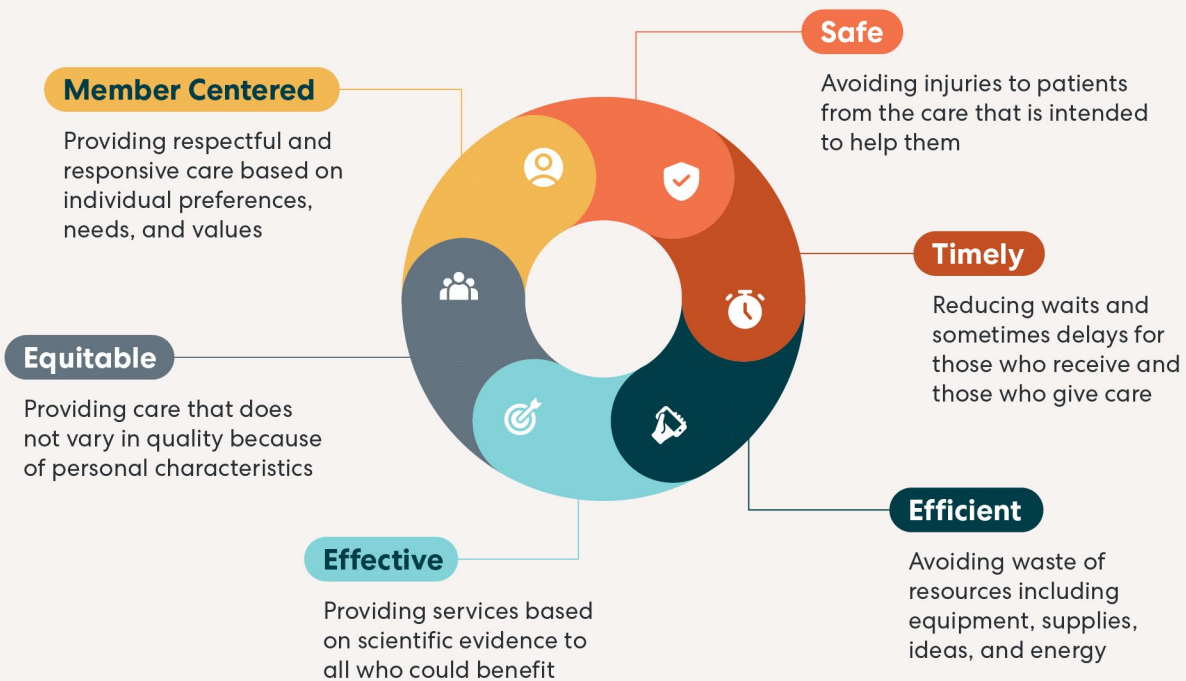 Safe
Avoiding injuries to patients
from the care that is intended
to help them
Member Centered
Providing respectful and
responsive care based on
individual preferences,
needs, and values
Timely
Reducing waits and
sometimes delays for
those who receive and
those who give care
Equitable
Providing care that does
not vary in quality because
of personal characteristics
Efficient
Avoiding waste of
resources including
equipment, supplies,
ideas, and energy
Effective
Providing services based
on scientific evidence to
all who could benefit